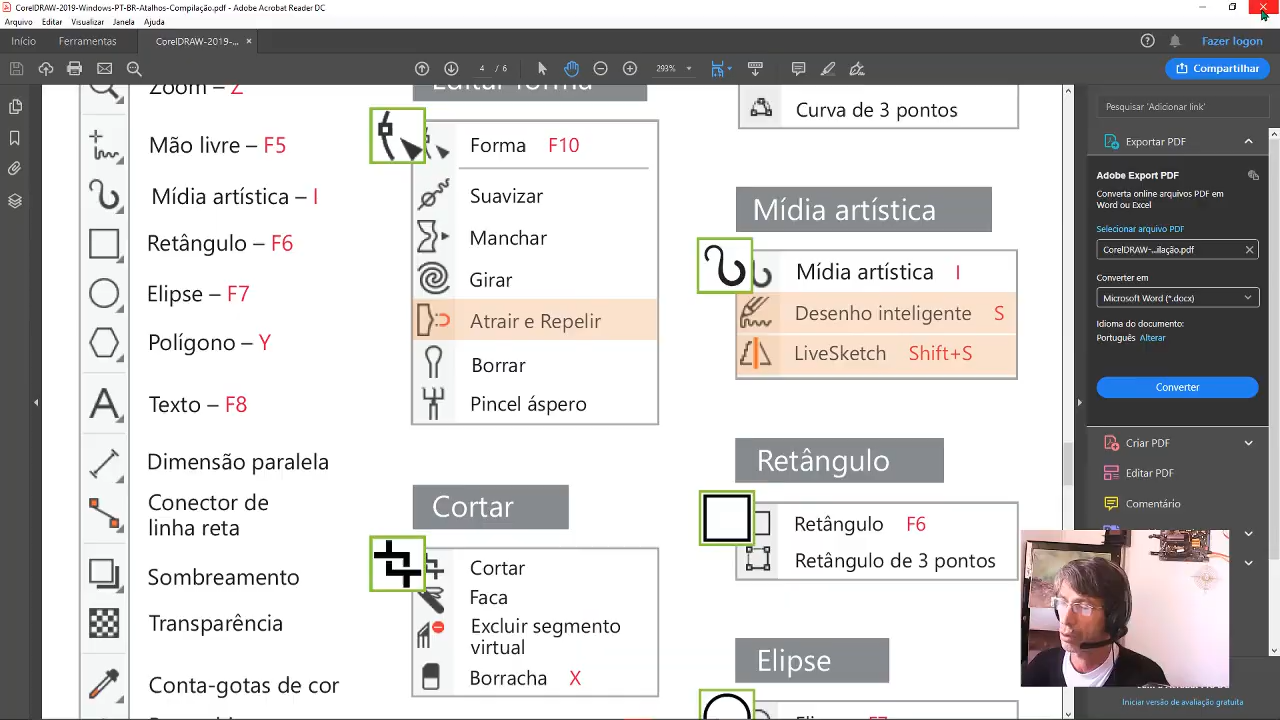 CorelDRAW-2019-Windows-PT-BR-Atalhos-Compilação.pdf - Adobe Acrobat Reader DC
Arquivo Editar Visualizar Janela Ajuda
Início Ferramentas CorelDRAW-2019-... × Fazer logon
4 / 6 293% Compartilhar
Zoom – Z
Mão livre – F5
Mídia artística – I
Retângulo – F6
Elipse – F7
Polígono – Y
Texto – F8
Dimensão paralela
Conector de
linha reta
Sombreamento
Transparência
Conta-gotas de cor
Editar forma
Forma F10
Suavizar
Manchar
Girar
Atrair e Repelir
Borrar
Pincel áspero
Cortar
Cortar
Faca
Excluir segmento
virtual
Borracha X
Curva de 3 pontos
Mídia artística
Mídia artística I
Desenho inteligente S
LiveSketch Shift+S
Retângulo
Retângulo F6
Retângulo de 3 pontos
Elipse
Elipse F7
Pesquisar 'Adicionar link'
Exportar PDF
Adobe Export PDF
Converta online arquivos PDF em
Word ou Excel
Selecionar arquivo PDF
CorelDRAW-...ilação.pdf
Converter em
Microsoft Word (*.docx)
Idioma do documento:
Português Alterar
Converter
Criar PDF
Editar PDF
Comentário
Iniciar versão de avaliação gratuita